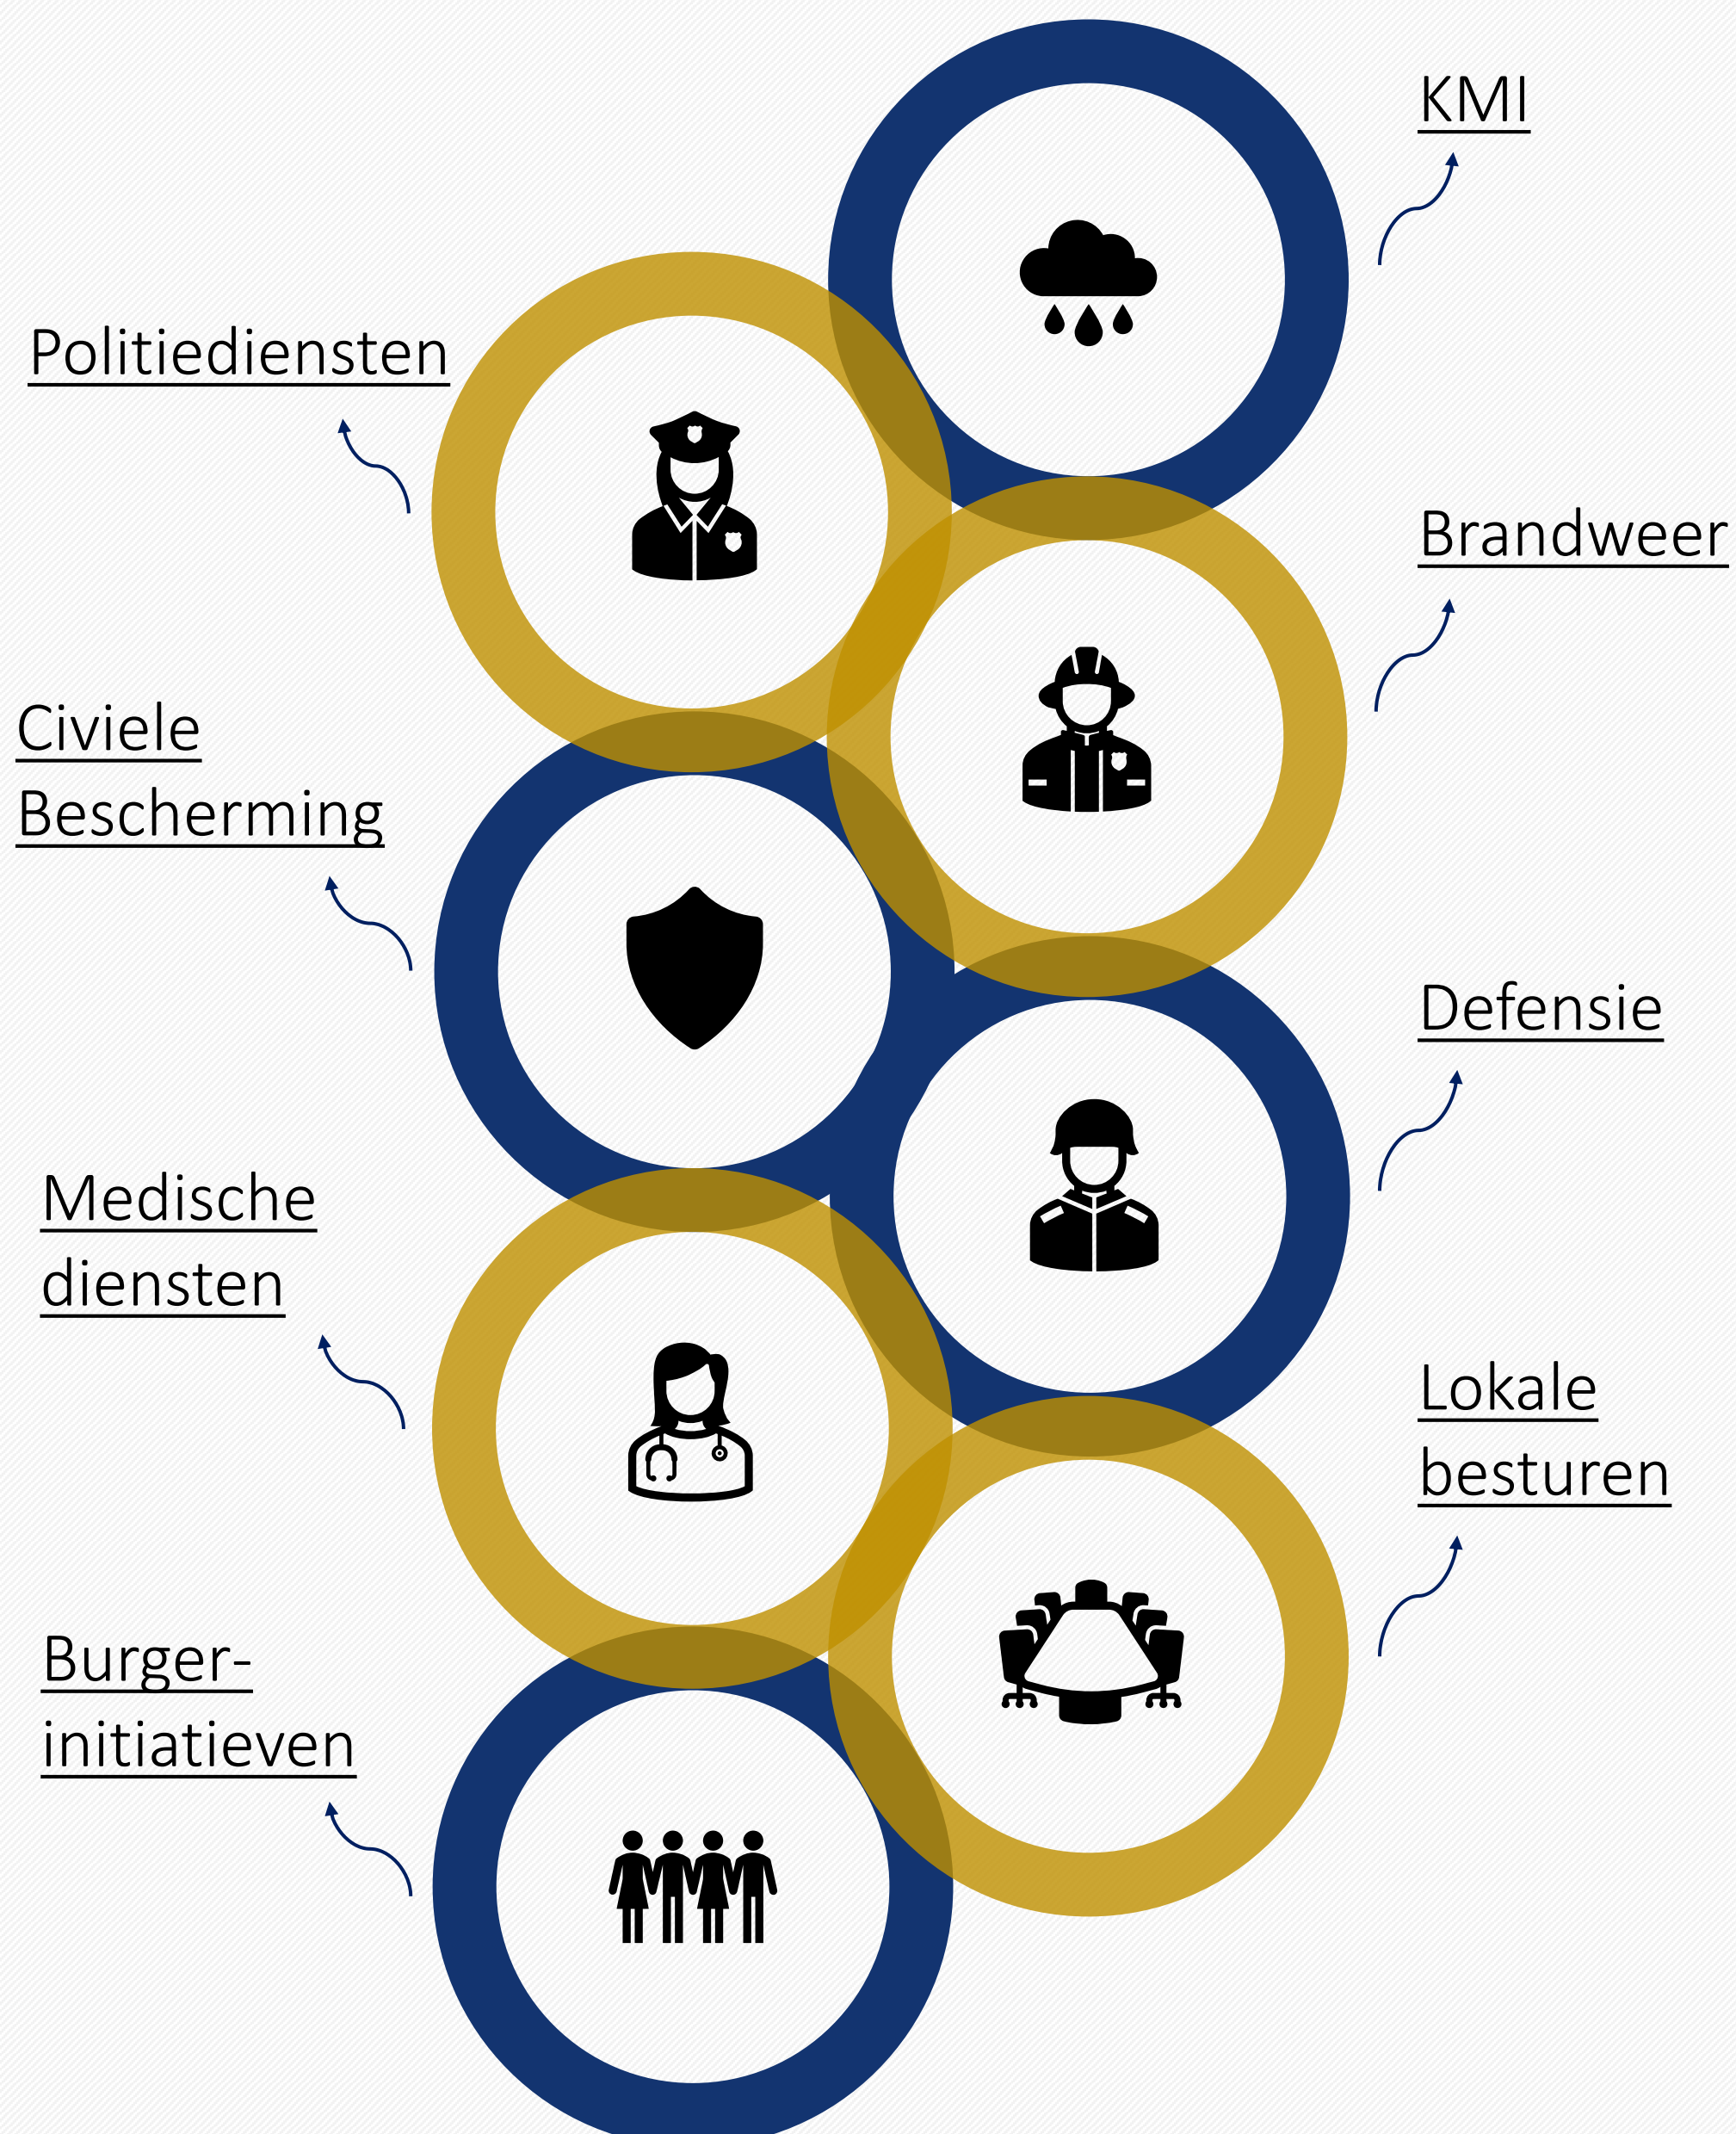 KMI
Politiediensten
Brandweer
Civiele
Bescherming
Defensie
Medische
diensten
Lokale
besturen
Burger-
initiatieven